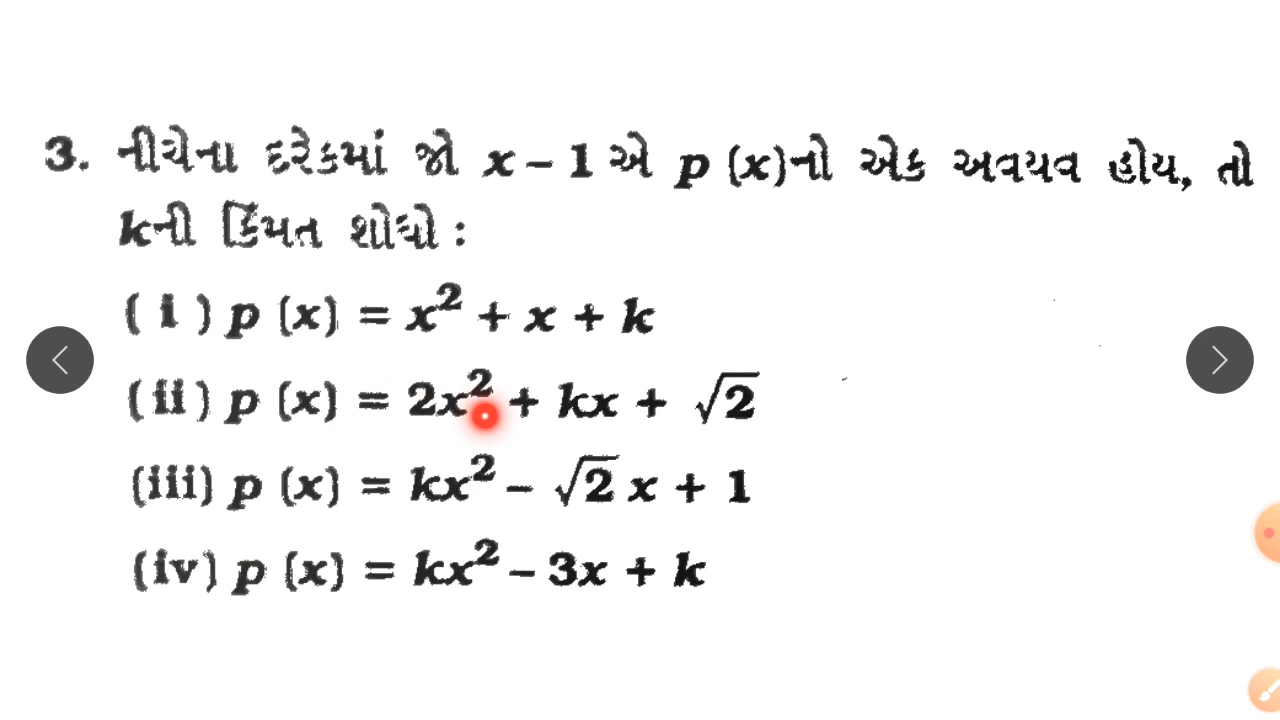 3. નીચેના દરેકમાં જો x – 1 એ p (x)નો એક અવયવ હોય, તો
kની કિંમત શોધો :
( i ) p (x) = x² + x + k
(ii) p (x) = 2x² + kx + √2
(iii) p (x) = kx² – √2 x + 1
(iv) p (x) = kx² – 3x + k